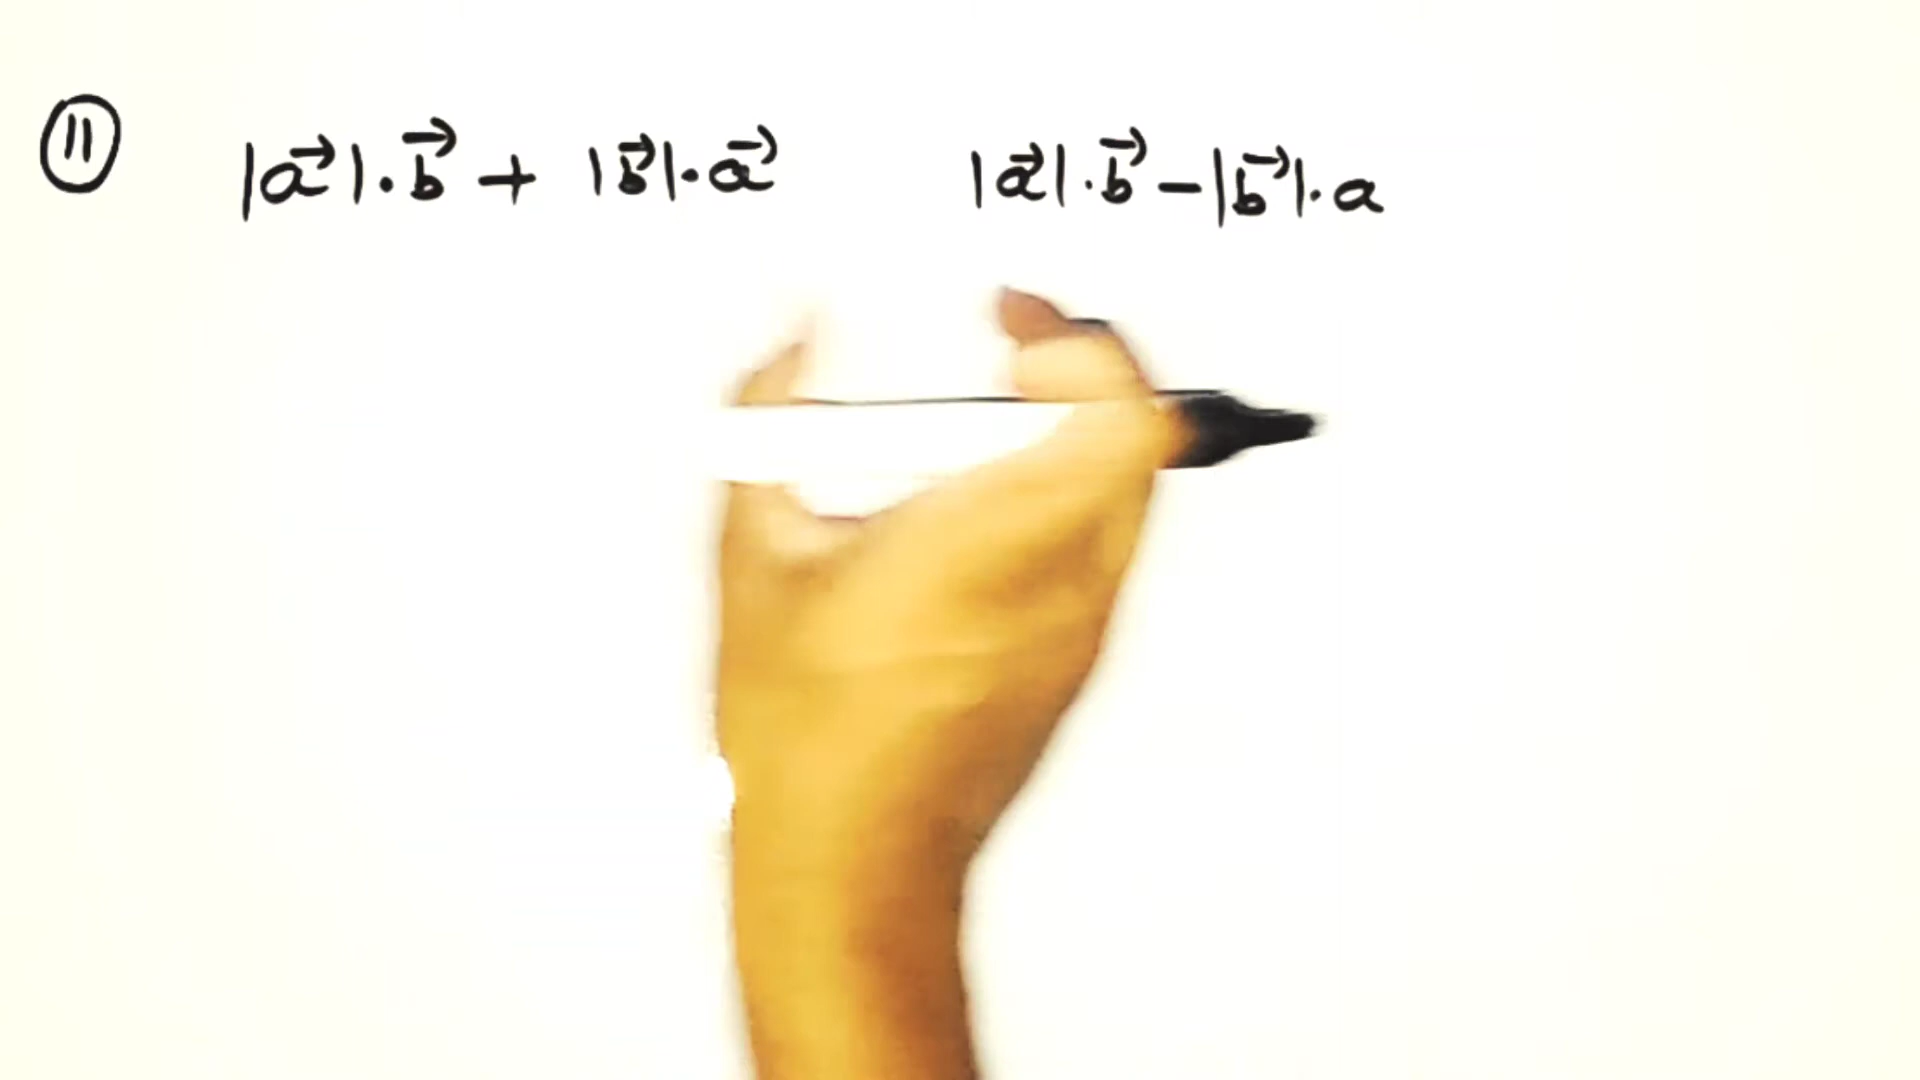 ⑪ |a⃗|·b⃗ + |b⃗|·a⃗ |a⃗|·b⃗ − |b⃗|·a